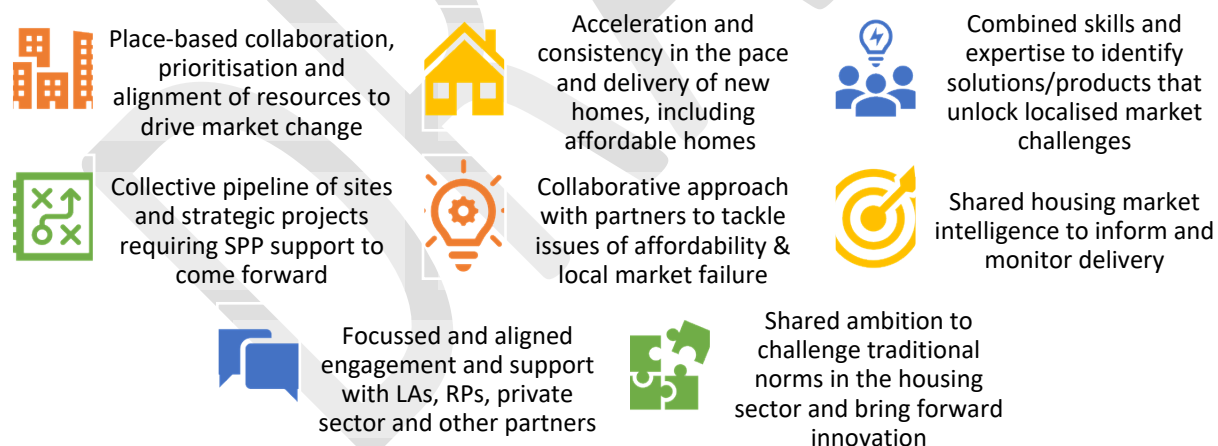 Place-based collaboration,
prioritisation and
alignment of resources to
drive market change
Acceleration and
consistency in the pace
and delivery of new
homes, including
affordable homes
Combined skills and
expertise to identify
solutions/products that
unlock localised market
challenges
Collective pipeline of sites
and strategic projects
requiring SPP support to
come forward
Collaborative approach
with partners to tackle
issues of affordability &
local market failure
Shared housing market
intelligence to inform and
monitor delivery
Focussed and aligned
engagement and support
with LAs, RPs, private
sector and other partners
Shared ambition to
challenge traditional
norms in the housing
sector and bring forward
innovation